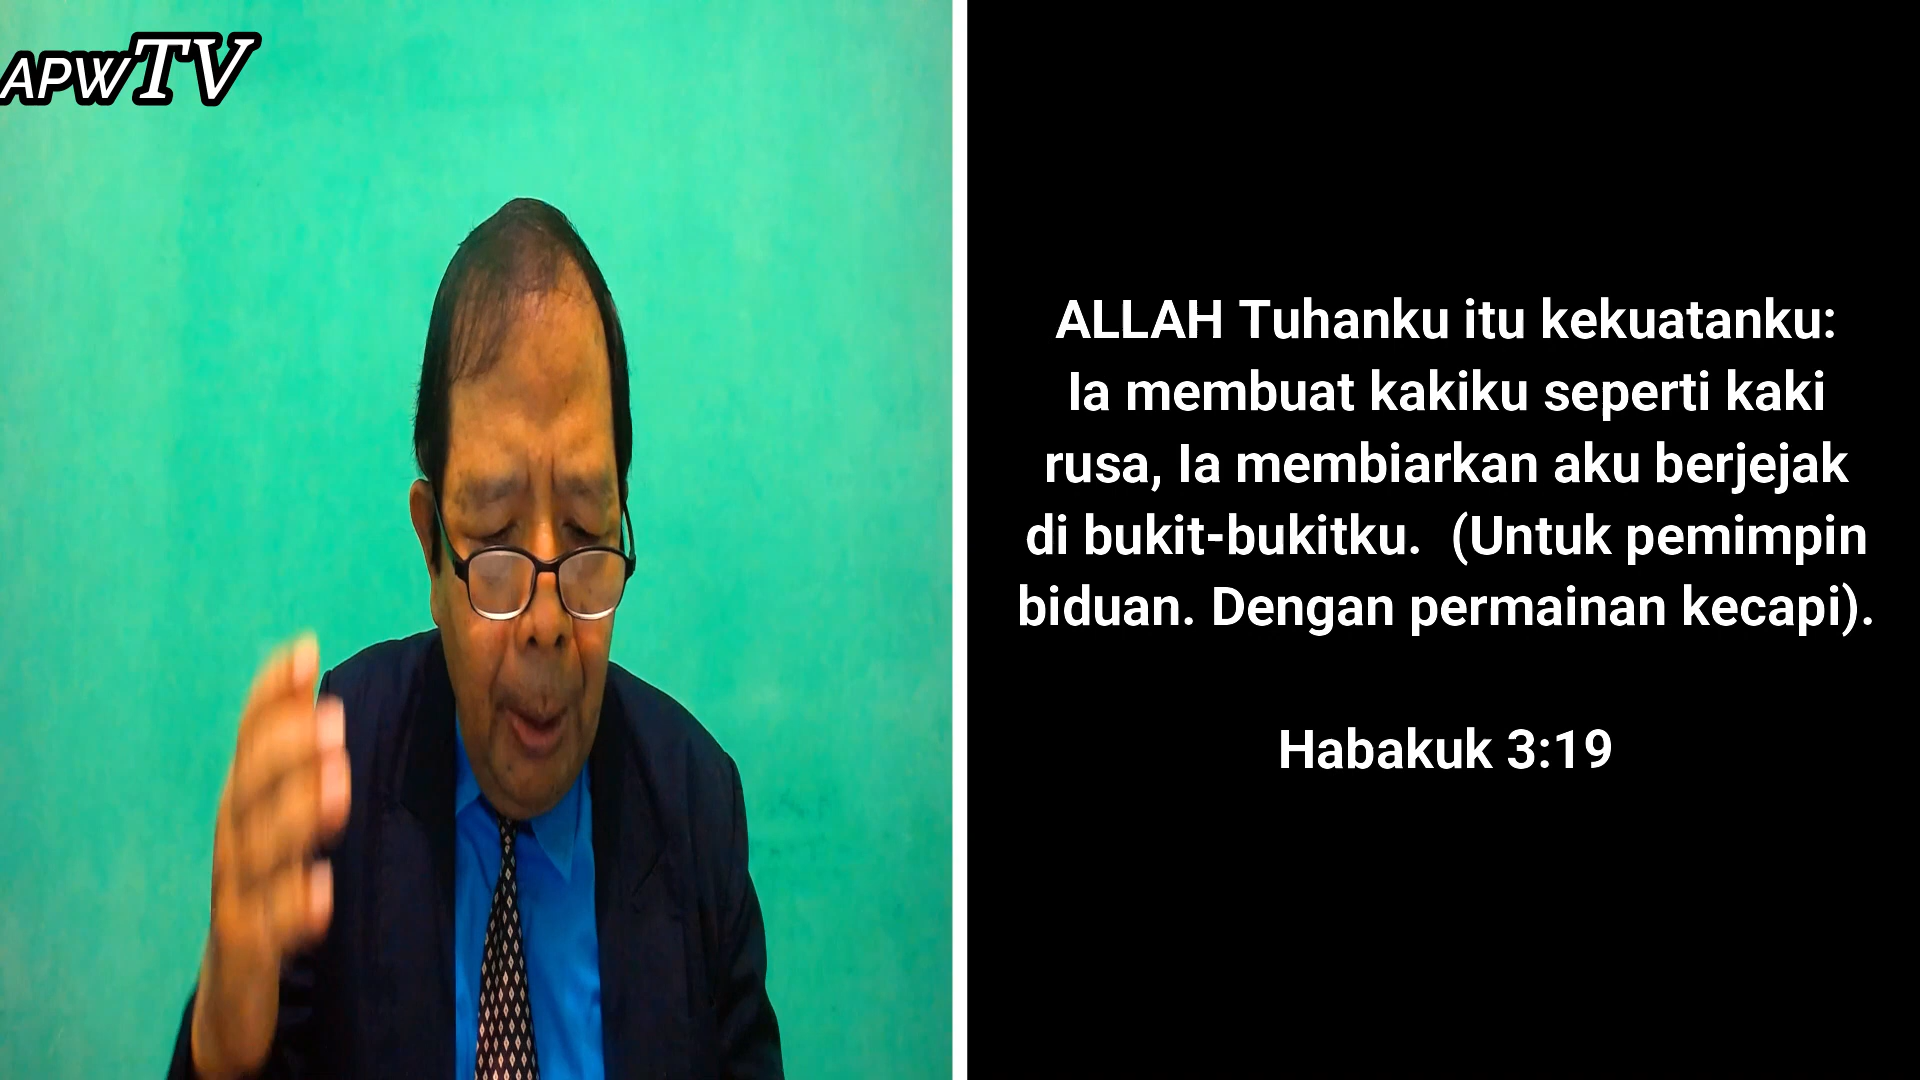 APWTV
ALLAH Tuhanku itu kekuatanku:
Ia membuat kakiku seperti kaki
rusa, Ia membiarkan aku berjejak
di bukit-bukitku.  (Untuk pemimpin
biduan. Dengan permainan kecapi).
Habakuk 3:19